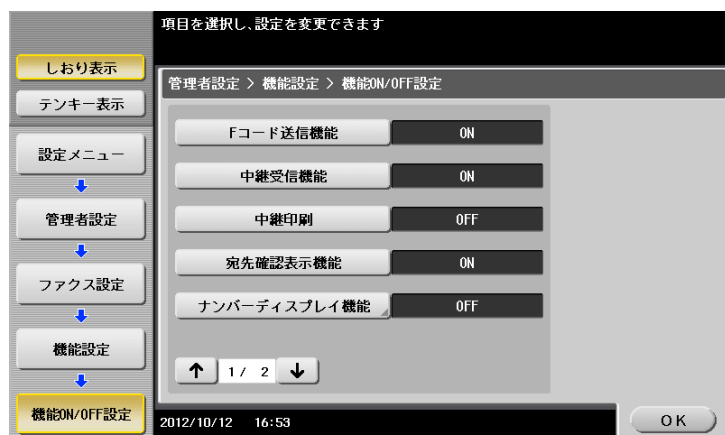 項目を選択し、設定を変更できます
しおり表示
テンキー表示
設定メニュー
管理者設定
ファクス設定
機能設定
機能ON/OFF設定
管理者設定 > 機能設定 > 機能ON/OFF設定
Fコード送信機能 ON
中継受信機能 ON
中継印刷 OFF
宛先確認表示機能 ON
ナンバーディスプレイ機能 OFF
↑ 1/ 2 ↓
2012/10/12 16:53
OK